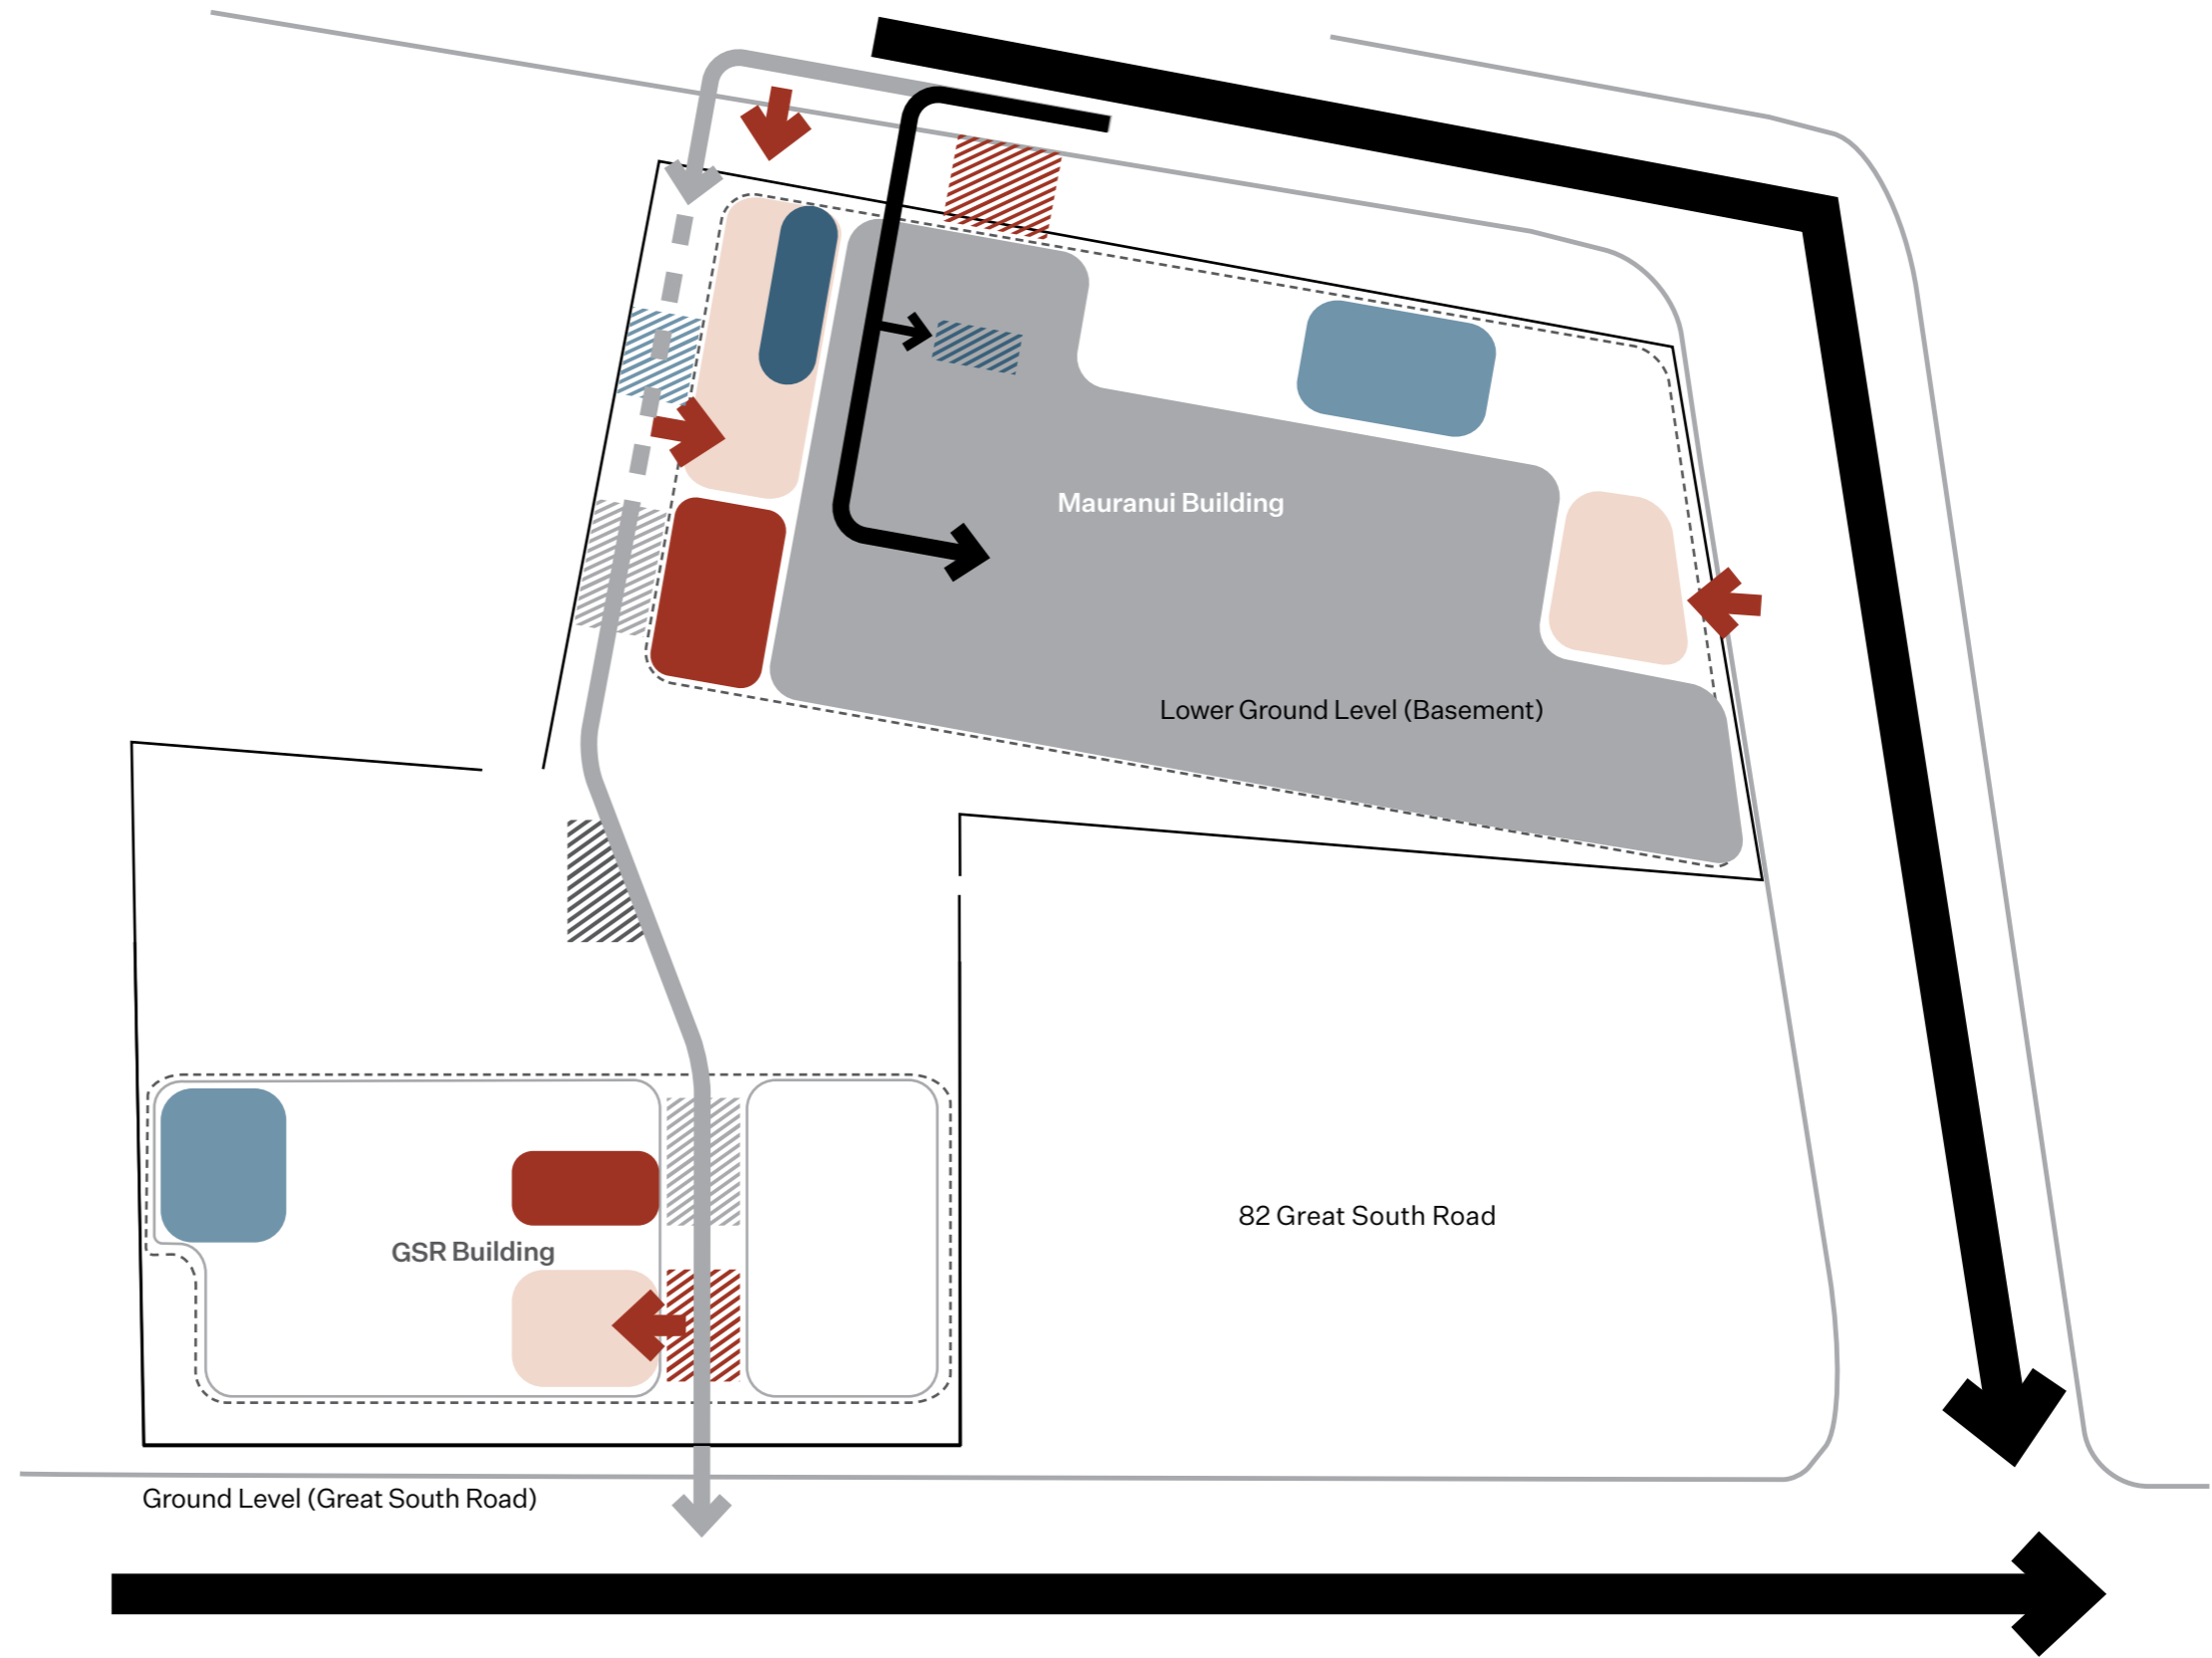 Mauranui Building
Lower Ground Level (Basement)
82 Great South Road
GSR Building
Ground Level (Great South Road)